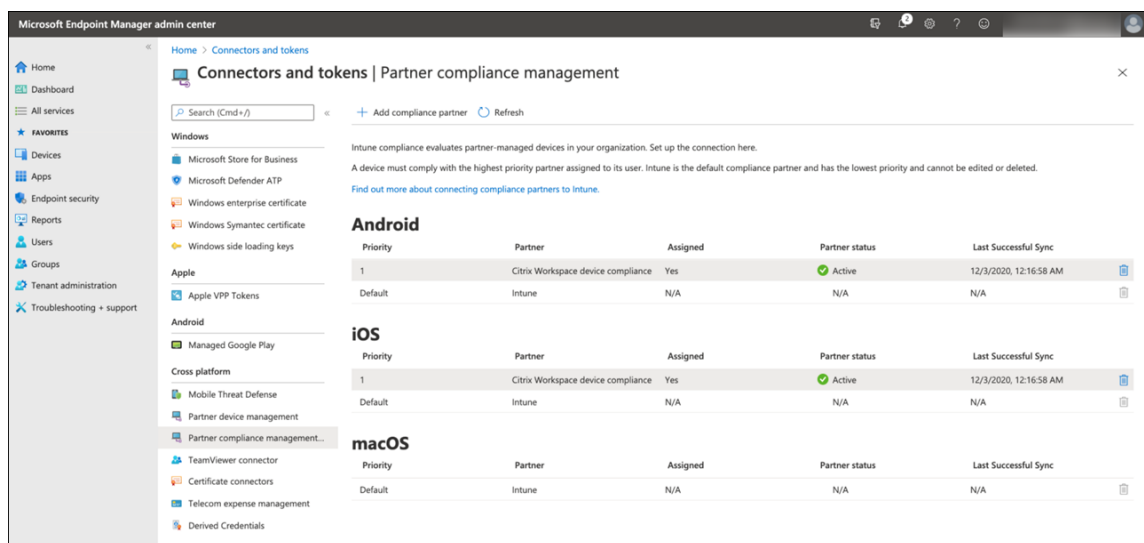 Microsoft Endpoint Manager admin center
2
Home > Connectors and tokens
Connectors and tokens | Partner compliance management
Home
Dashboard
All services
FAVORITES
Devices
Apps
Endpoint security
Reports
Users
Groups
Tenant administration
Troubleshooting + support
Search (Cmd+/)
Windows
Microsoft Store for Business
Microsoft Defender ATP
Windows enterprise certificate
Windows Symantec certificate
Windows side loading keys
Apple
Apple VPP Tokens
Android
Managed Google Play
Cross platform
Mobile Threat Defense
Partner device management
Partner compliance management...
TeamViewer connector
Certificate connectors
Telecom expense management
Derived Credentials
Add compliance partner Refresh
Intune compliance evaluates partner-managed devices in your organization. Set up the connection here.
A device must comply with the highest priority partner assigned to its user. Intune is the default compliance partner and has the lowest priority and cannot be edited or deleted.
Find out more about connecting compliance partners to Intune.
Android
Priority Partner Assigned Partner status Last Successful Sync
1 Citrix Workspace device compliance Yes Active 12/3/2020, 12:16:58 AM
Default Intune N/A N/A N/A
iOS
Priority Partner Assigned Partner status Last Successful Sync
1 Citrix Workspace device compliance Yes Active 12/3/2020, 12:16:58 AM
Default Intune N/A N/A N/A
macOS
Priority Partner Assigned Partner status Last Successful Sync
Default Intune N/A N/A N/A